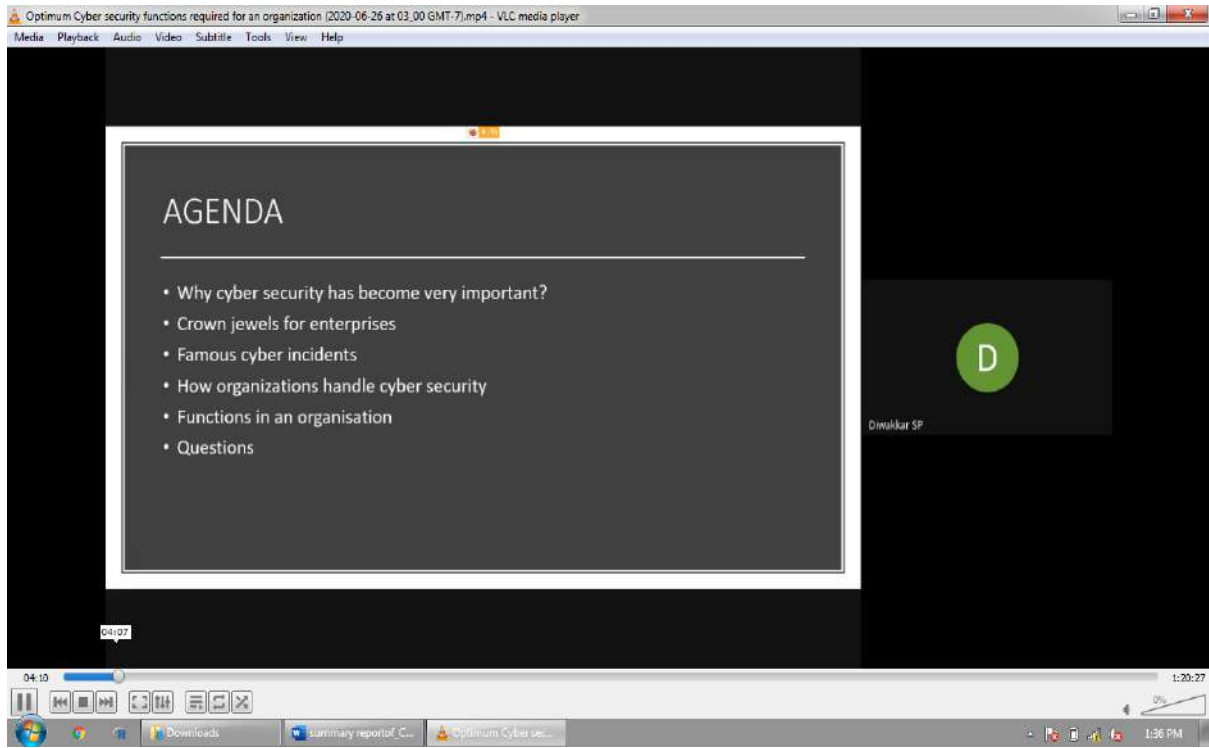 Optimum Cyber security functions required for an organization (2020-06-26 at 03_00 GMT-7).mp4 - VLC media player
Media Playback Audio Video Subtitle Tools View Help
AGENDA
• Why cyber security has become very important?
• Crown jewels for enterprises
• Famous cyber incidents
• How organizations handle cyber security
• Functions in an organisation
• Questions
D
Diwakkar SP
04:07
04:10
1:20:27
0%
Downloads
summary reportof_C...
Optimum Cyber sec...
1:36 PM